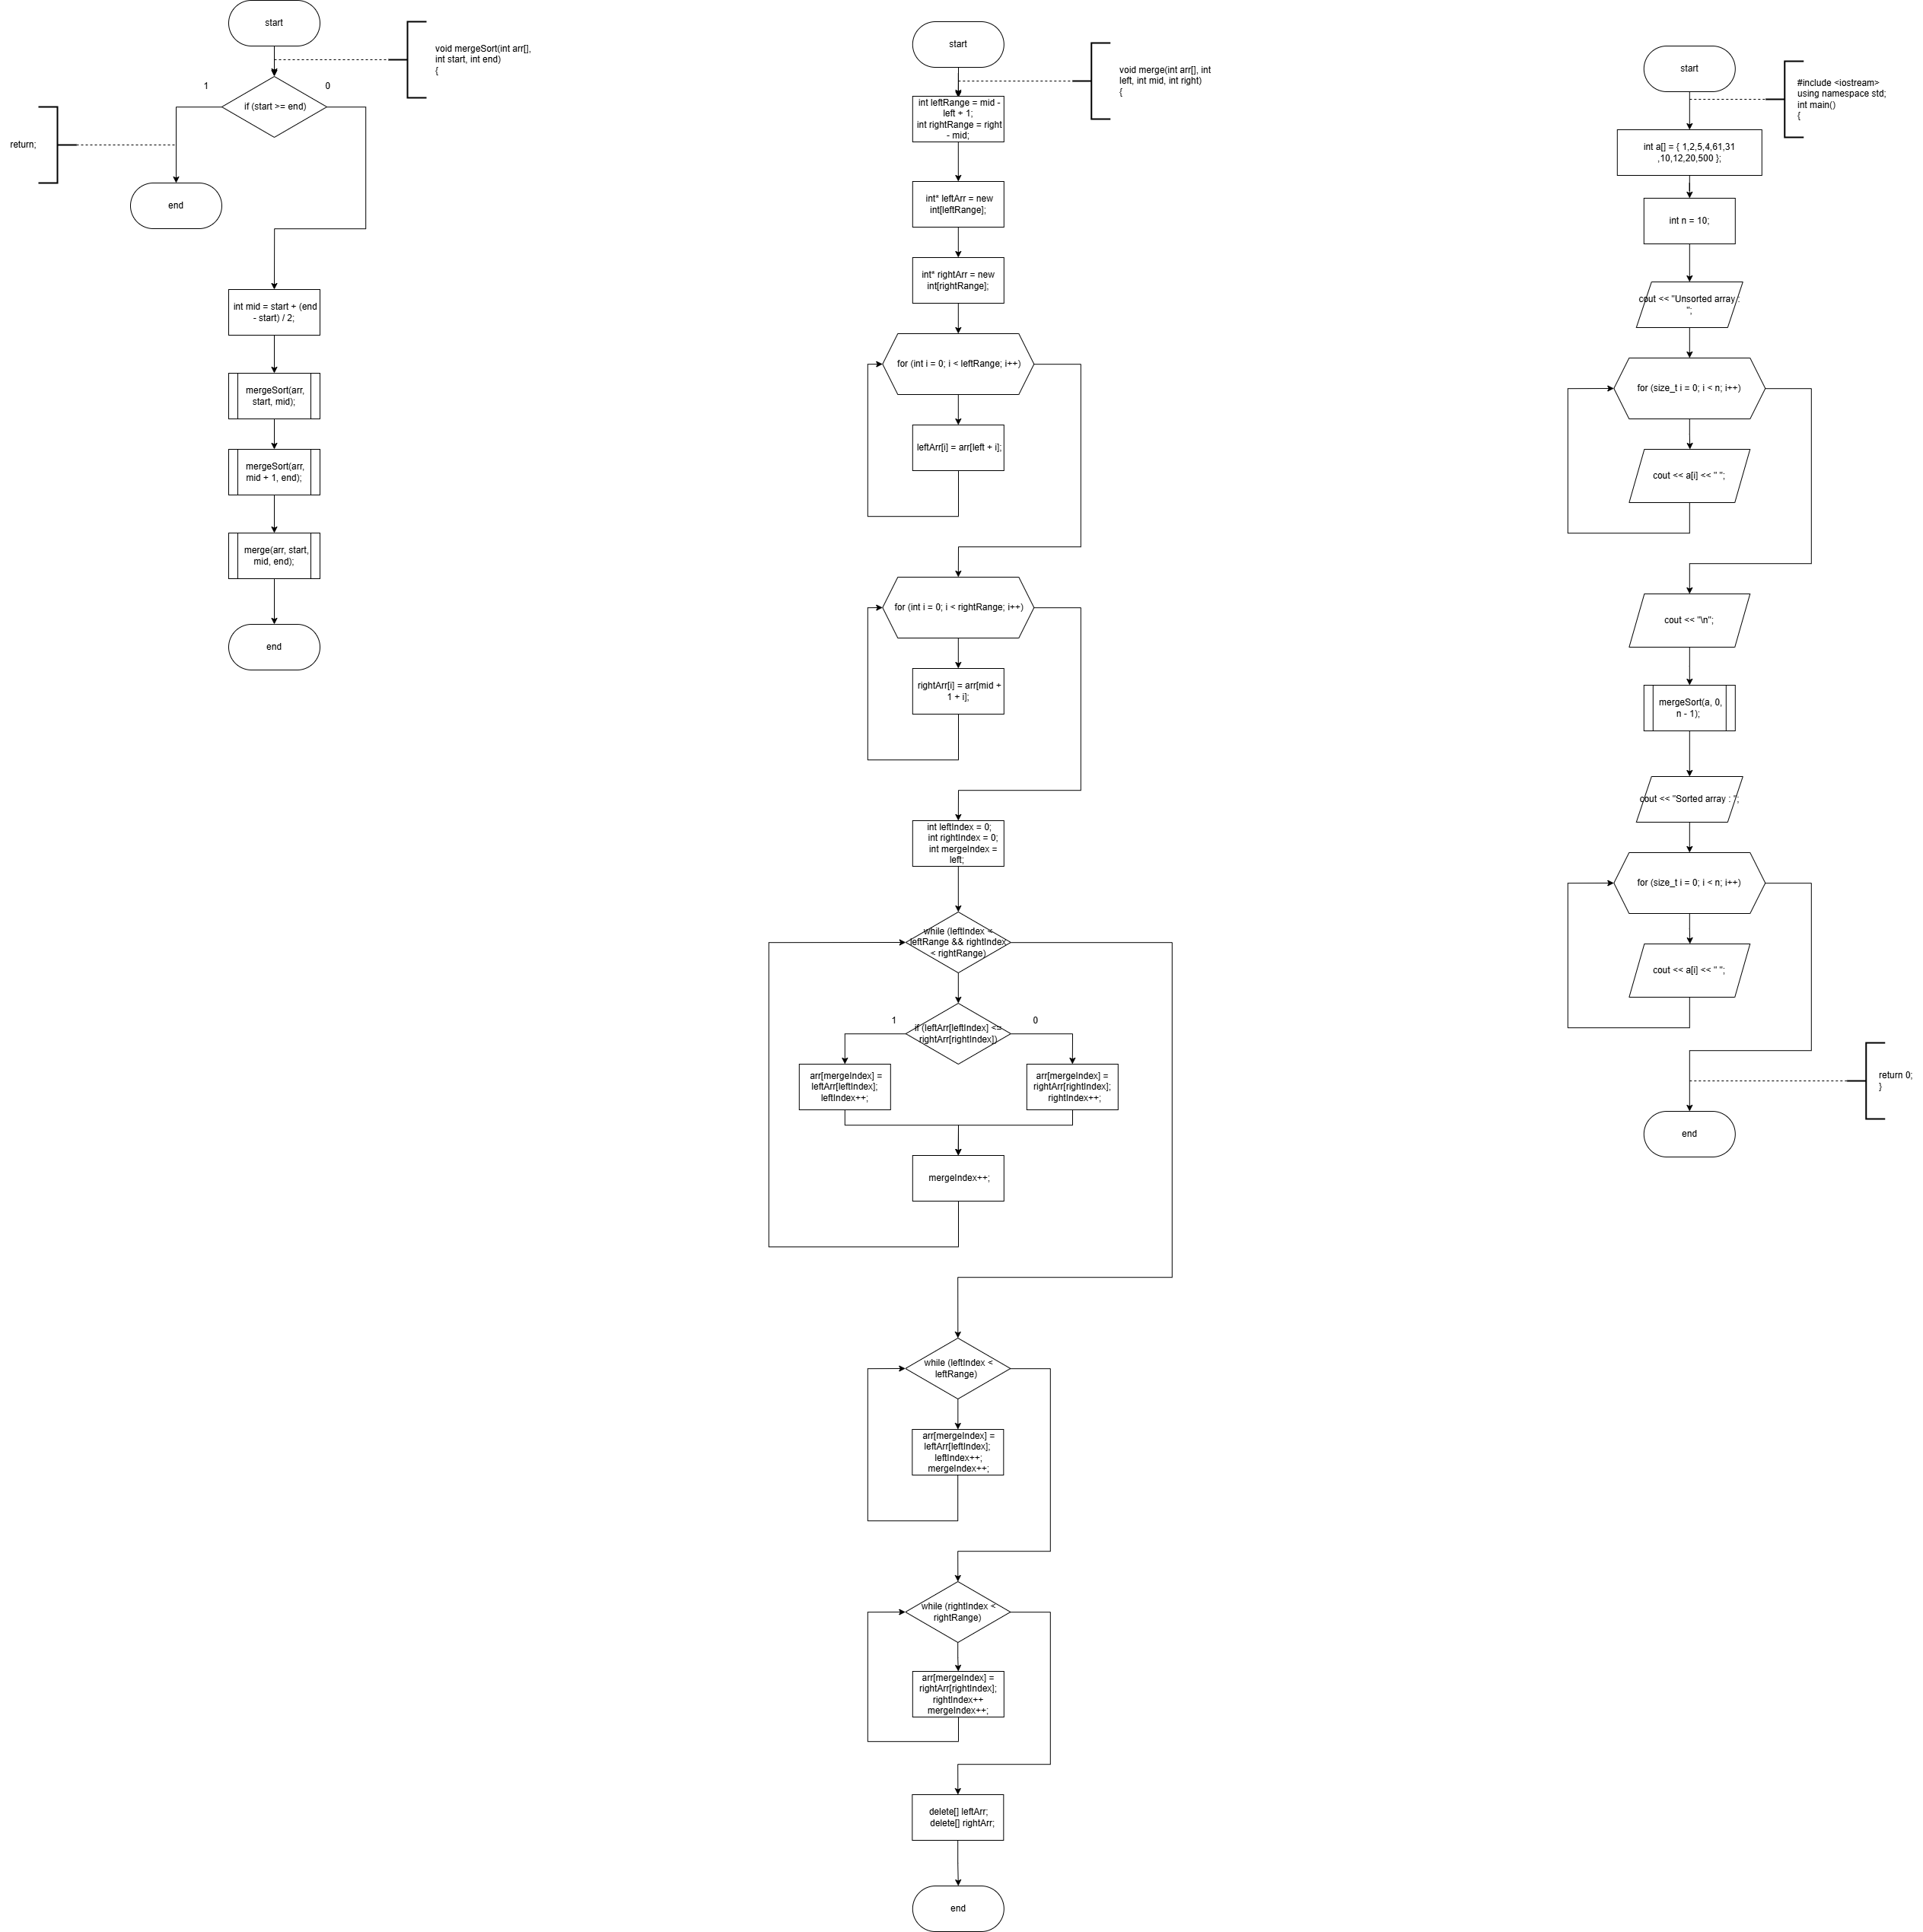 start
void mergeSort(int arr[],
int start, int end)
{
1
0
if (start >= end)
return;
end
int mid = start + (end
- start) / 2;
mergeSort(arr,
start, mid);
mergeSort(arr,
mid + 1, end);
merge(arr, start,
mid, end);
end
start
void merge(int arr[], int
left, int mid, int right)
{
int leftRange = mid -
left + 1;
int rightRange = right
- mid;
int* leftArr = new
int[leftRange];
int* rightArr = new
int[rightRange];
for (int i = 0; i < leftRange; i++)
leftArr[i] = arr[left + i];
for (int i = 0; i < rightRange; i++)
rightArr[i] = arr[mid +
1 + i];
int leftIndex = 0;
int rightIndex = 0;
int mergeIndex =
left;
while (leftIndex <
leftRange && rightIndex
< rightRange)
1
if (leftArr[leftIndex] <=
rightArr[rightIndex])
0
arr[mergeIndex] =
leftArr[leftIndex];
leftIndex++;
arr[mergeIndex] =
rightArr[rightIndex];
rightIndex++;
mergeIndex++;
while (leftIndex <
leftRange)
arr[mergeIndex] =
leftArr[leftIndex];
leftIndex++;
mergeIndex++;
while (rightIndex <
rightRange)
arr[mergeIndex] =
rightArr[rightIndex];
rightIndex++
mergeIndex++;
delete[] leftArr;
delete[] rightArr;
end
start
#include <iostream>
using namespace std;
int main()
{
int a[] = { 1,2,5,4,61,31
,10,12,20,500 };
int n = 10;
cout << "Unsorted array :
";
for (size_t i = 0; i < n; i++)
cout << a[i] << " ";
cout << "\n";
mergeSort(a, 0,
n - 1);
cout << "Sorted array : ";
for (size_t i = 0; i < n; i++)
cout << a[i] << " ";
return 0;
}
end